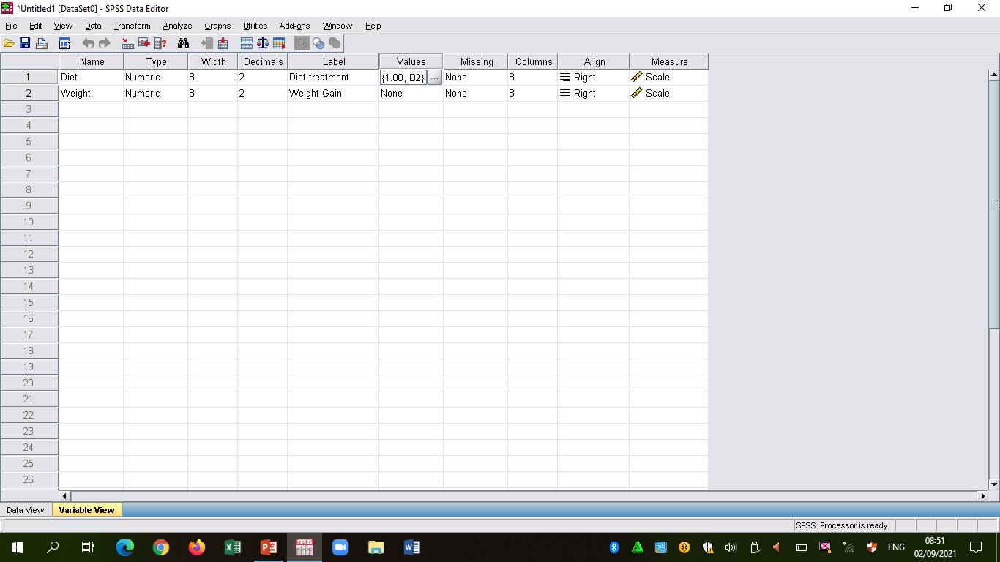 *Untitled1 [DataSet0] - SPSS Data Editor
File Edit View Data Transform Analyze Graphs Utilities Add-ons Window Help
Name Type Width Decimals Label Values Missing Columns Align Measure
1 Diet Numeric 8 2 Diet treatment {1.00, D2} ... None 8 Right Scale
2 Weight Numeric 8 2 Weight Gain None None 8 Right Scale
3
4
5
6
7
8
9
10
11
12
13
14
15
16
17
18
19
20
21
22
23
24
25
26
Data View Variable View
SPSS Processor is ready
SPSS
ENG 08:51
02/09/2021